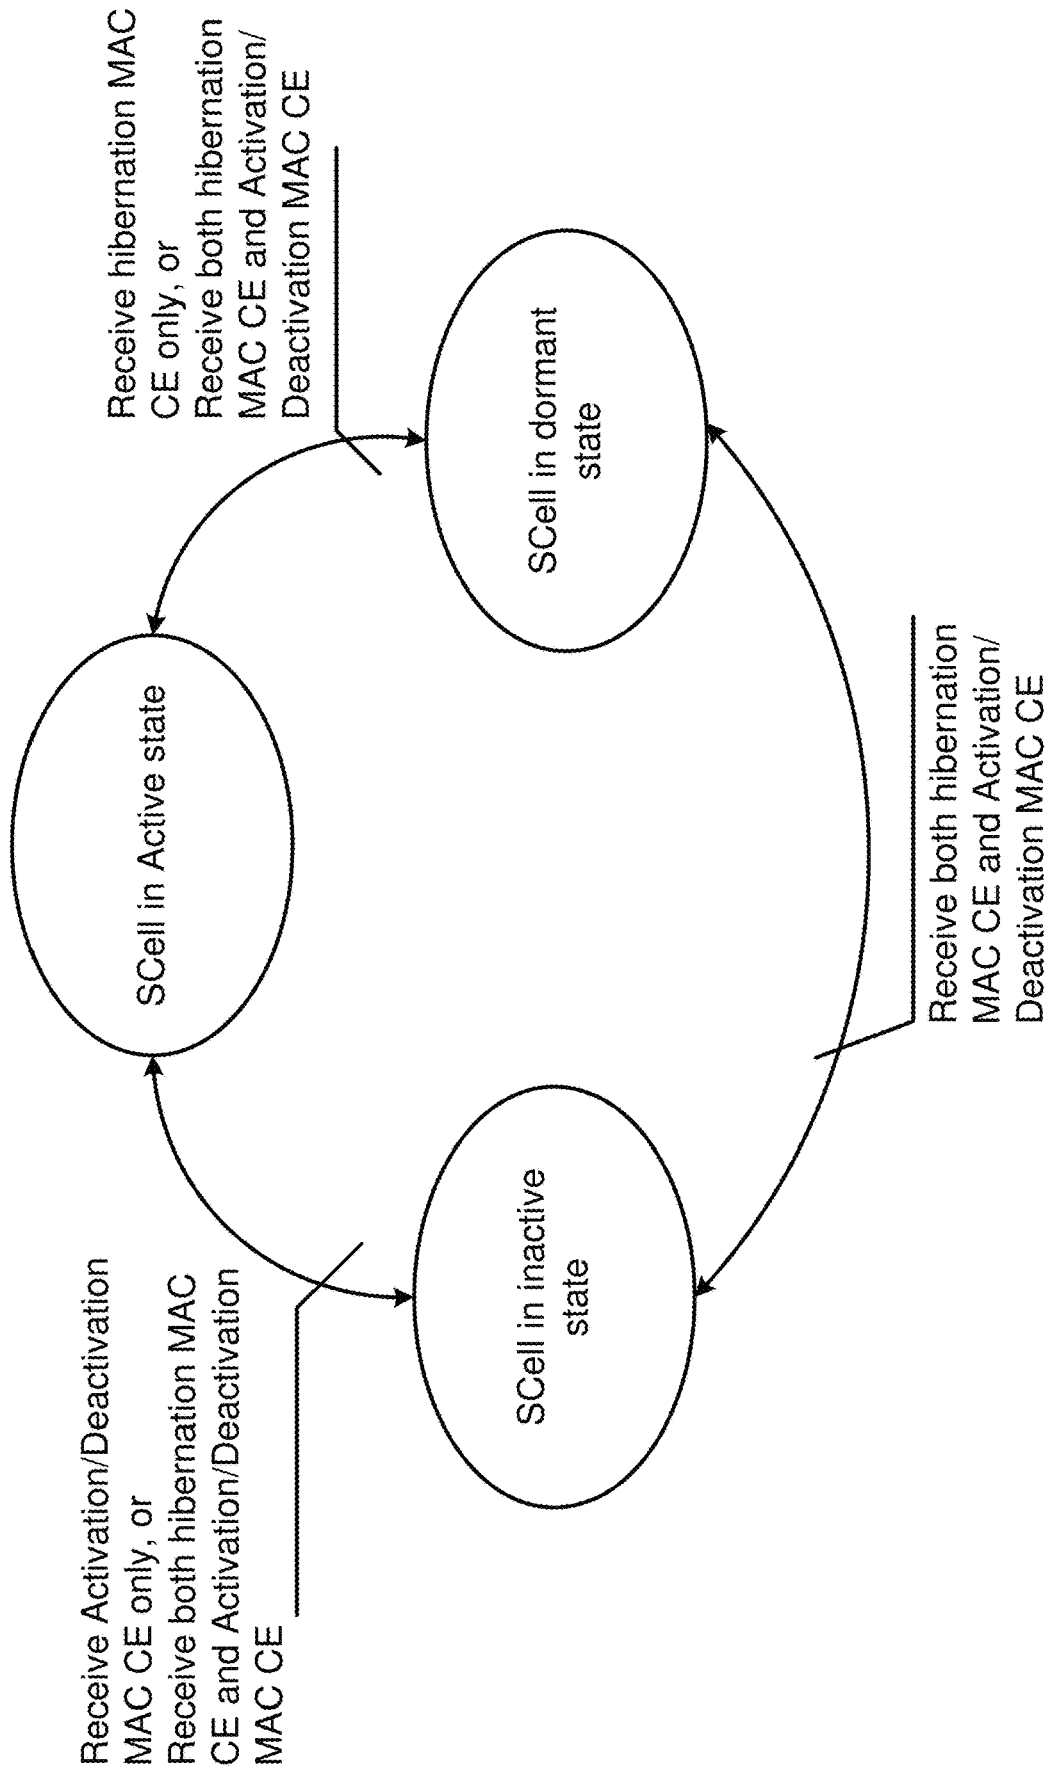 Receive Activation/Deactivation
MAC CE only, or
Receive both hibernation MAC
CE and Activation/Deactivation
MAC CE
SCell in Active state
Receive hibernation MAC
CE only, or
Receive both hibernation
MAC CE and Activation/
Deactivation MAC CE
SCell in inactive
state
SCell in dormant
state
Receive both hibernation
MAC CE and Activation/
Deactivation MAC CE